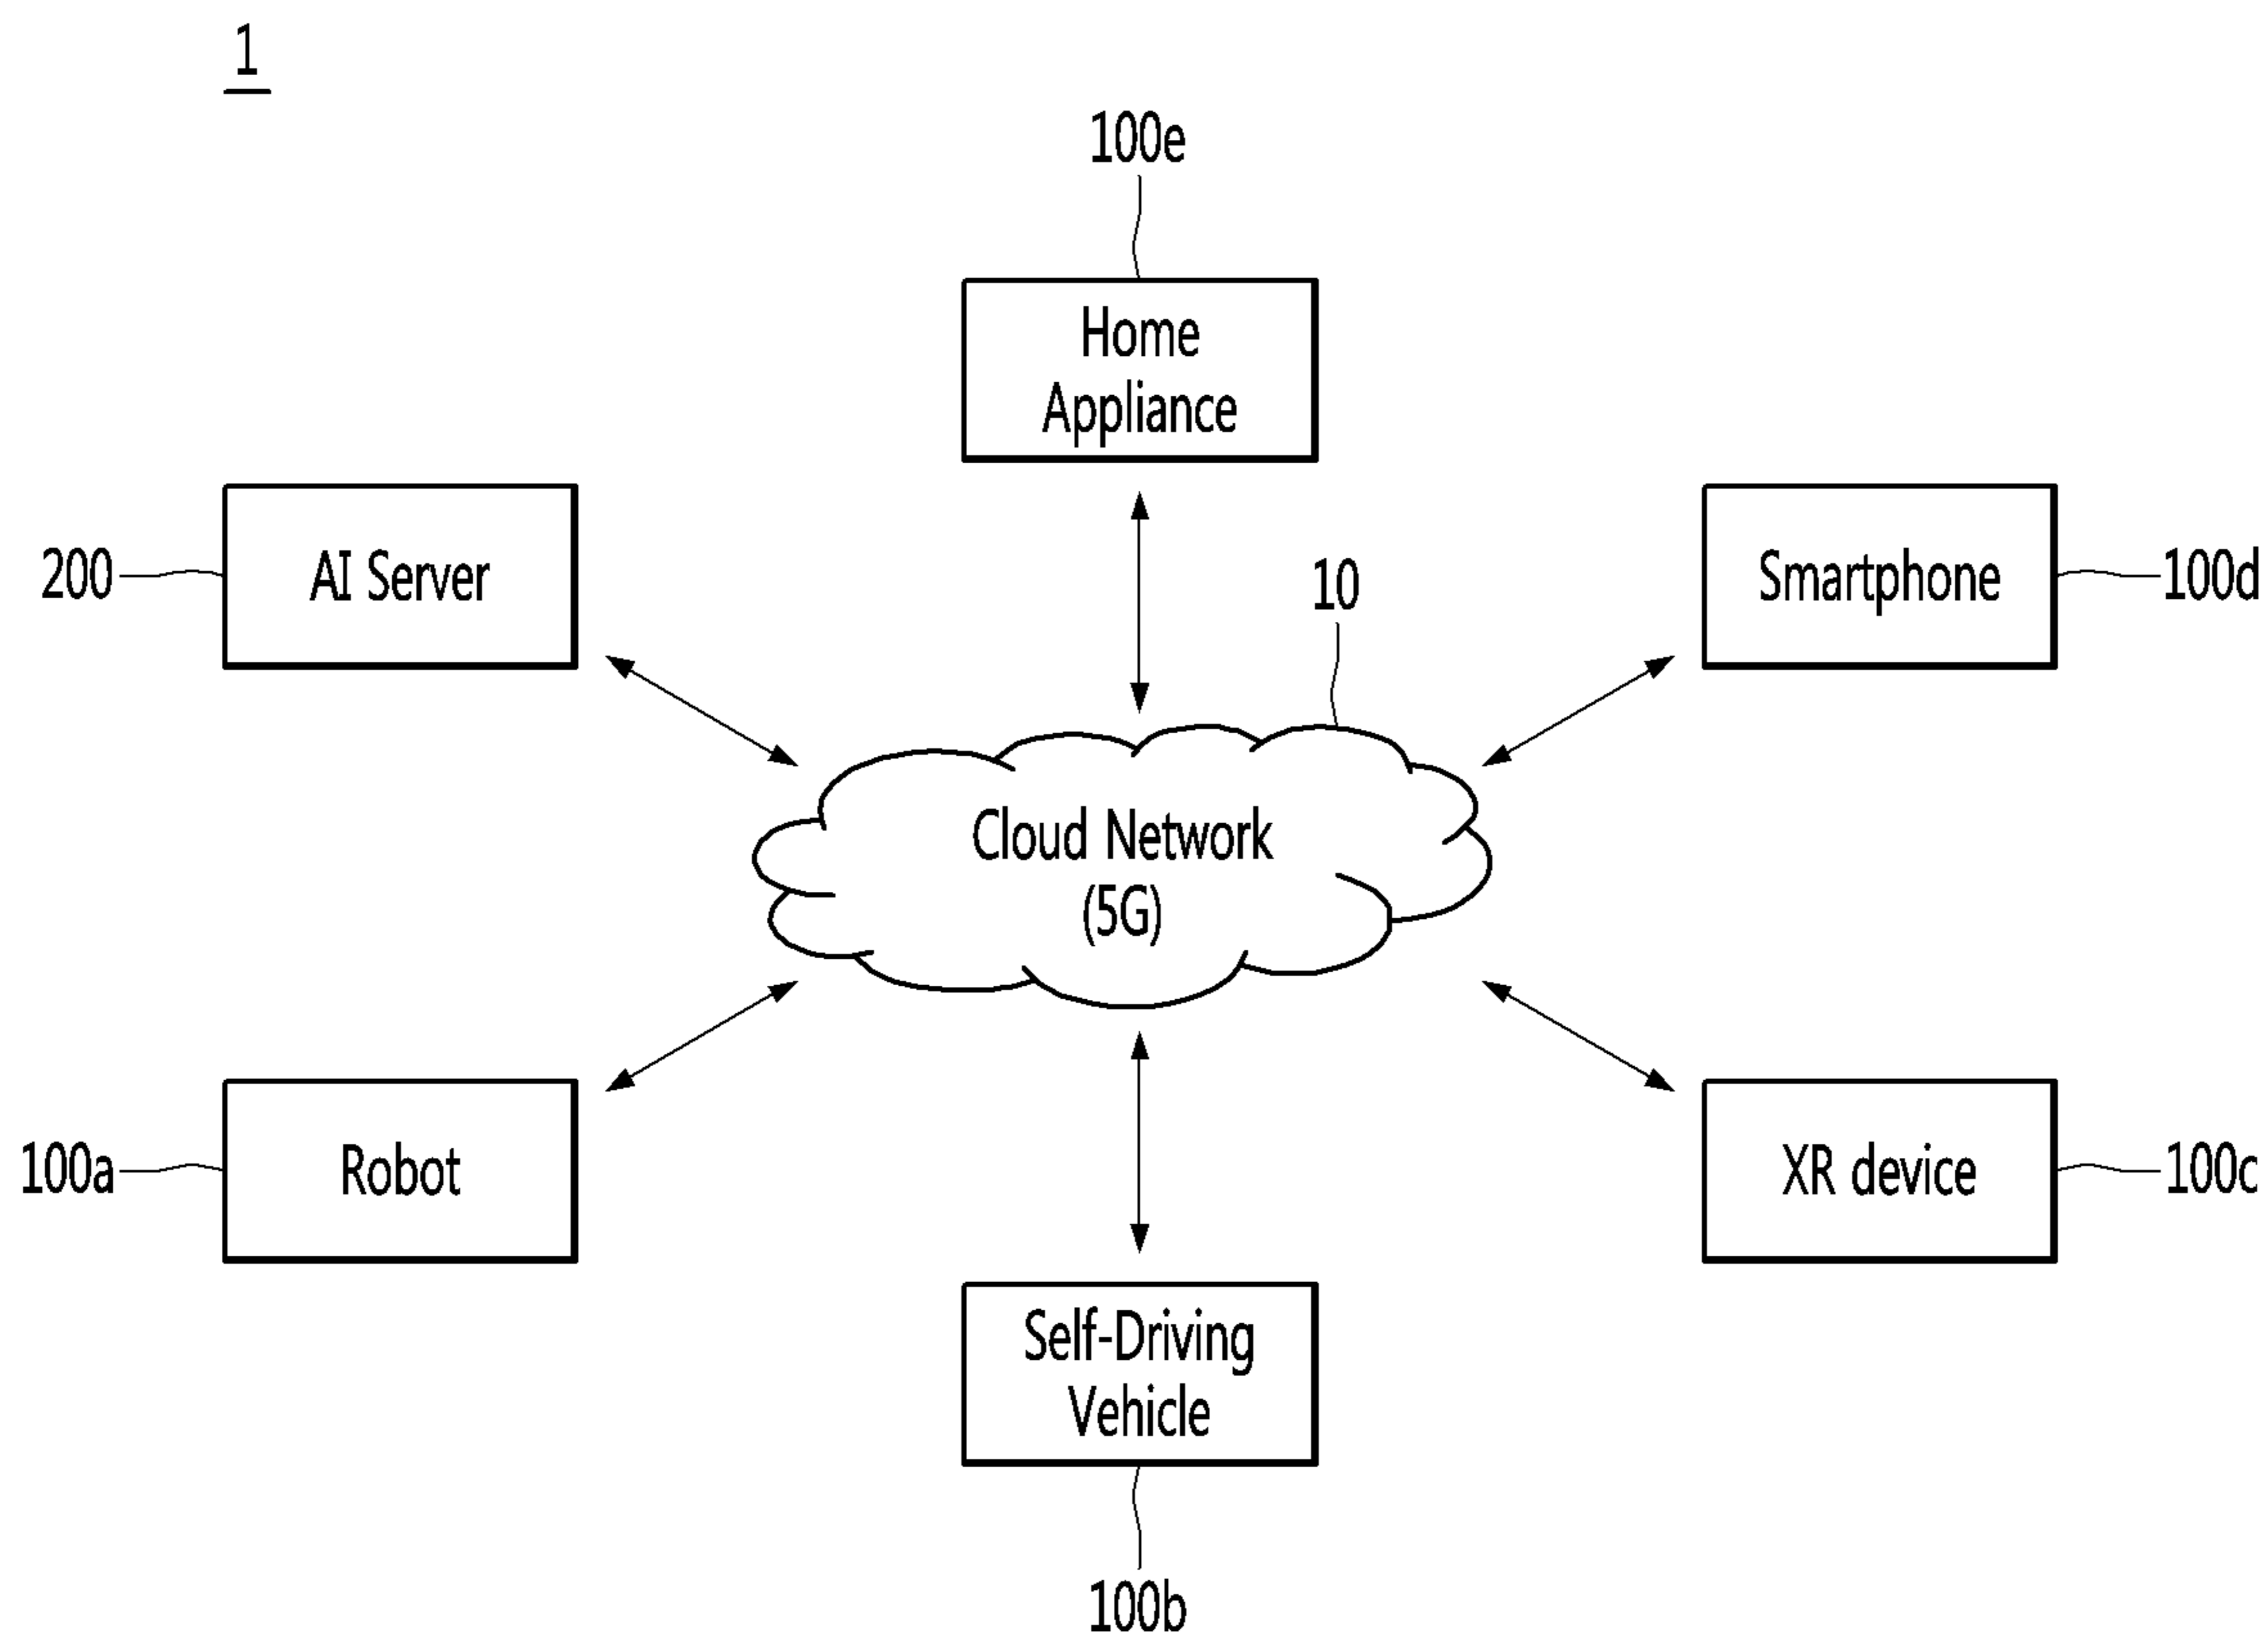 1
100e
Home
Appliance
200
AI Server
10
Smartphone
100d
Cloud Network
(5G)
100a
Robot
XR device
100c
Self-Driving
Vehicle
100b